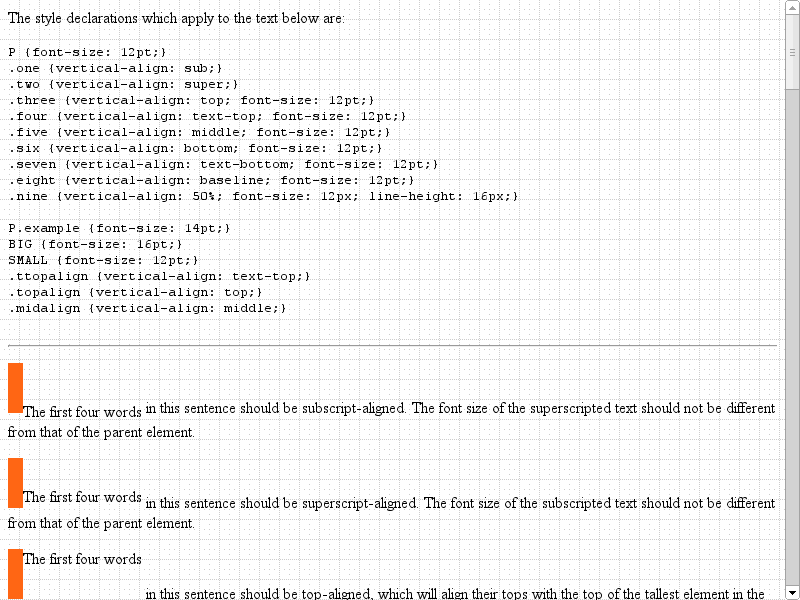 The style declarations which apply to the text below are:
P {font-size: 12pt;}
.one {vertical-align: sub;}
.two {vertical-align: super;}
.three {vertical-align: top; font-size: 12pt;}
.four {vertical-align: text-top; font-size: 12pt;}
.five {vertical-align: middle; font-size: 12pt;}
.six {vertical-align: bottom; font-size: 12pt;}
.seven {vertical-align: text-bottom; font-size: 12pt;}
.eight {vertical-align: baseline; font-size: 12pt;}
.nine {vertical-align: 50%; font-size: 12px; line-height: 16px;}
P.example {font-size: 14pt;}
BIG {font-size: 16pt;}
SMALL {font-size: 12pt;}
.ttopalign {vertical-align: text-top;}
.topalign {vertical-align: top;}
.midalign {vertical-align: middle;}
The first four words in this sentence should be subscript-aligned. The font size of the superscripted text should not be different
from that of the parent element.
The first four words in this sentence should be superscript-aligned. The font size of the subscripted text should not be different
from that of the parent element.
The first four words
in this sentence should be top-aligned, which will align their tops with the top of the tallest element in the